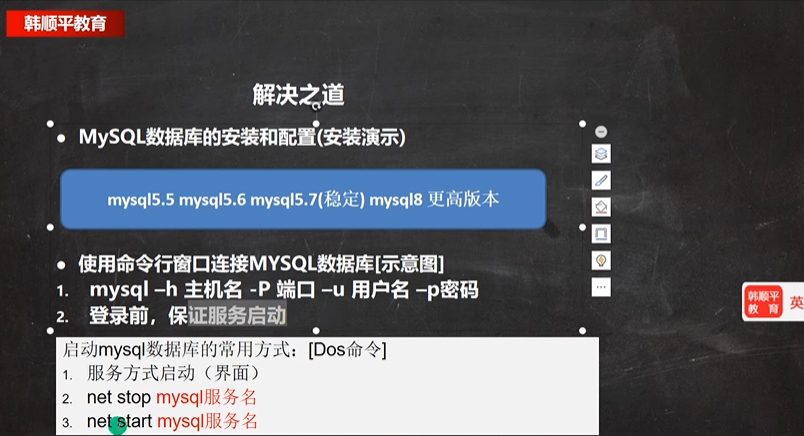 韩顺平教育
解决之道
● MySQL数据库的安装和配置(安装演示)
mysql5.5 mysql5.6 mysql5.7(稳定) mysql8 更高版本
● 使用命令行窗口连接MYSQL数据库[示意图]
1. mysql –h 主机名 -P 端口 –u 用户名 –p密码
2. 登录前，保证服务启动
启动mysql数据库的常用方式：[Dos命令]
1. 服务方式启动（界面）
2. net stop mysql服务名
3. net start mysql服务名
韩顺平
教 育
英